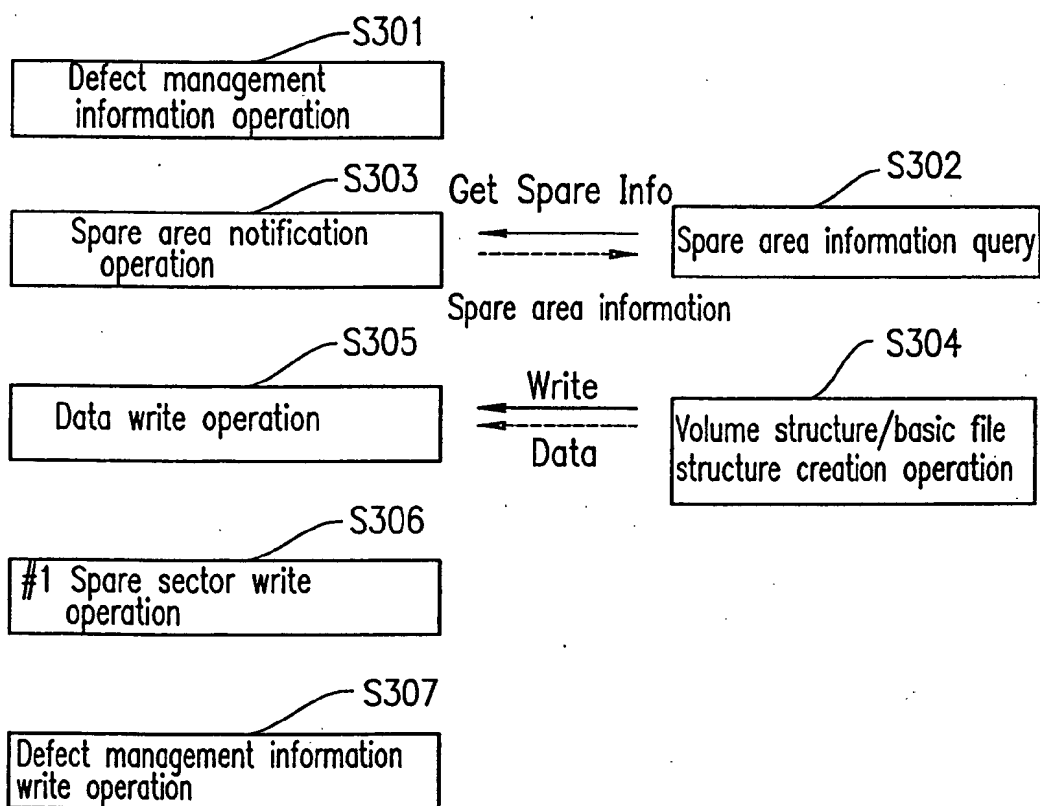 S301
Defect management
information operation
S303
Get Spare Info
S302
Spare area notification
operation
Spare area information query
Spare area information
S305
S304
Data write operation
Write
Data
Volume structure/basic file
structure creation operation
S306
#1 Spare sector write
operation
S307
Defect management information
write operation